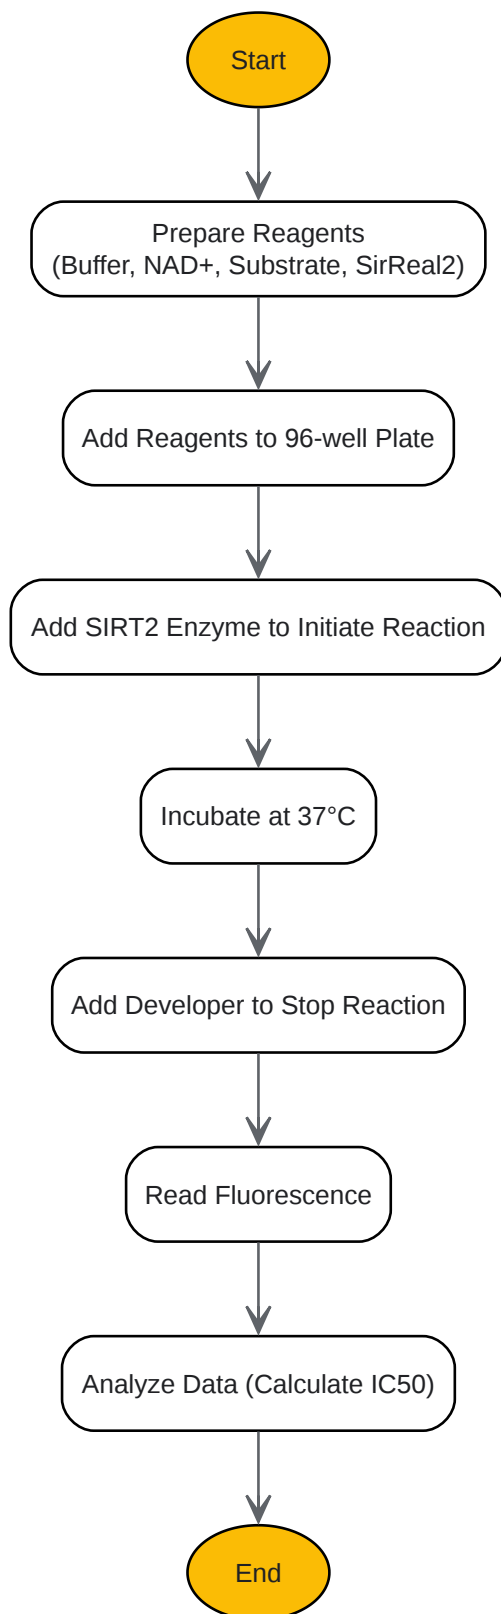 Start
Prepare Reagents
(Buffer, NAD+, Substrate, SirReal2)
Add Reagents to 96-well Plate
Add SIRT2 Enzyme to Initiate Reaction
Incubate at 37°C
Add Developer to Stop Reaction
Read Fluorescence
Analyze Data (Calculate IC50)
End